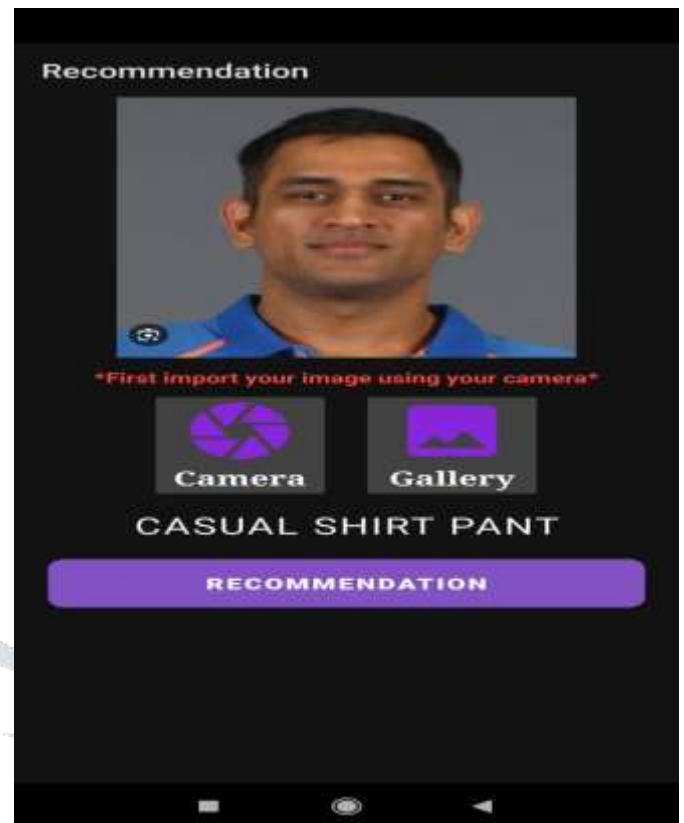 Recommendation
*First import your image using your camera*
Camera
Gallery
CASUAL SHIRT PANT
RECOMMENDATION